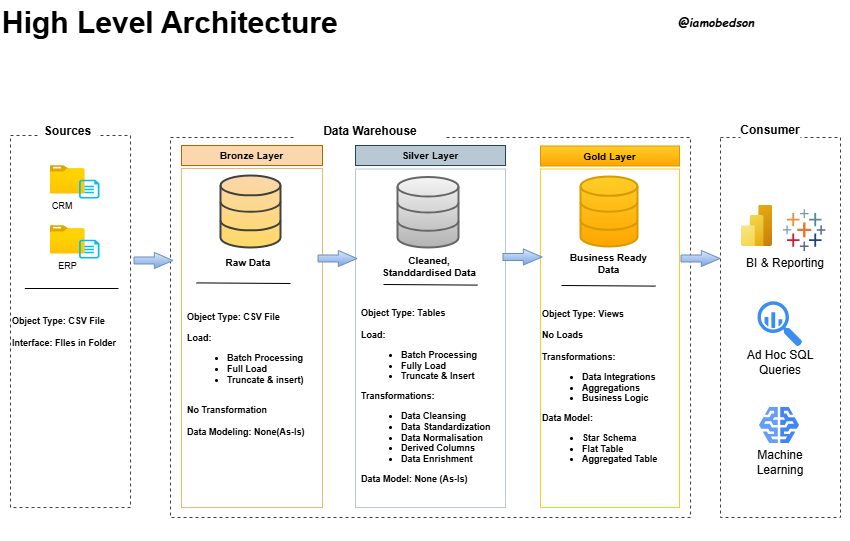 High Level Architecture
@iamobedson
Sources
CRM
ERP
Object Type: CSV File
Interface: FIles in Folder
Data Warehouse
Bronze Layer
Raw Data
Object Type: CSV File
Load:
• Batch Processing
• Full Load
• Truncate & insert)
No Transformation
Data Modeling: None(As-Is)
Silver Layer
Cleaned,
Standdardised Data
Object Type: Tables
Load:
• Batch Processing
• Fully Load
• Truncate & Insert
Transformations:
• Data Cleansing
• Data Standardization
• Data Normalisation
• Derived Columns
• Data Enrishment
Data Model: None (As-Is)
Gold Layer
Business Ready
Data
Object Type: Views
No Loads
Transformations:
• Data Integrations
• Aggregations
• Business Logic
Data Model:
• Star Schema
• Flat Table
• Aggregated Table
Consumer
BI & Reporting
Ad Hoc SQL
Queries
Machine
Learning